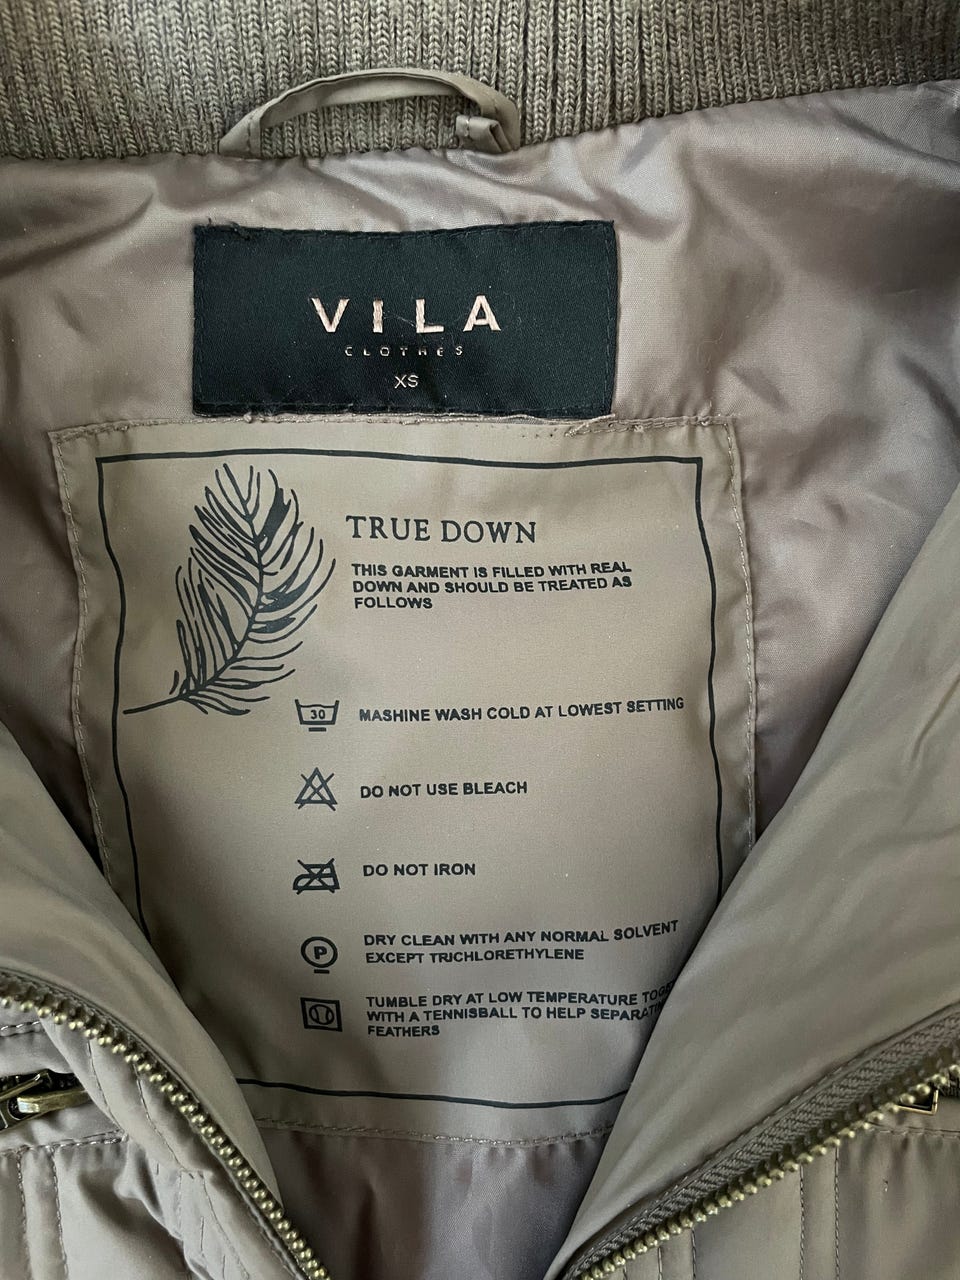 VILA
CLOTHES
XS
TRUE DOWN
THIS GARMENT IS FILLED WITH REAL
DOWN AND SHOULD BE TREATED AS
FOLLOWS
30
MASHINE WASH COLD AT LOWEST SETTING
DO NOT USE BLEACH
DO NOT IRON
P
DRY CLEAN WITH ANY NORMAL SOLVENT
EXCEPT TRICHLORETHYLENE
TUMBLE DRY AT LOW TEMPERATURE
WITH A TENNISBALL TO HELP
FEATHERS